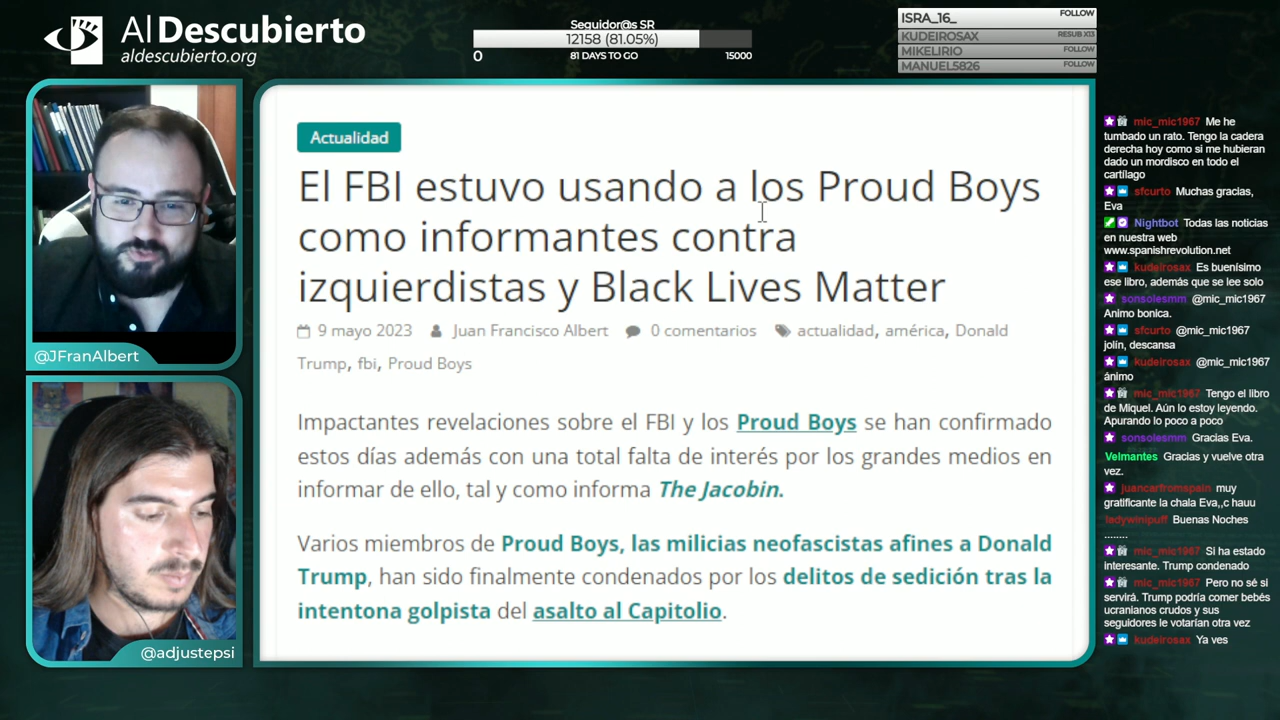 Al Descubierto
aldescubierto.org
Seguidor@s SR
12158 (81.05%)
0
81 DAYS TO GO
15000
ISRA_16_ FOLLOW
KUDEIROSAX RESUB X13
MIKELIRIO FOLLOW
MANUEL5826 FOLLOW
@JFranAlbert
@adjustepsi
Actualidad
El FBI estuvo usando a los Proud Boys
como informantes contra
izquierdistas y Black Lives Matter
9 mayo 2023 Juan Francisco Albert 0 comentarios actualidad, américa, Donald
Trump, fbi, Proud Boys
Impactantes revelaciones sobre el FBI y los Proud Boys se han confirmado
estos días además con una total falta de interés por los grandes medios en
informar de ello, tal y como informa The Jacobin.
Varios miembros de Proud Boys, las milicias neofascistas afines a Donald
Trump, han sido finalmente condenados por los delitos de sedición tras la
intentona golpista del asalto al Capitolio.
mic_mic1967 Me he
tumbado un rato. Tengo la cadera
derecha hoy como si me hubieran
dado un mordisco en todo el
cartílago
sfcurto Muchas gracias,
Eva
Nightbot Todas las noticias
en nuestra web
www.spanishrevolution.net
kudeirosax Es buenísimo
ese libro, además que se lee solo
sonsolesmm @mic_mic1967
Animo bonica.
sfcurto @mic_mic1967
jolín, descansa
kudeirosax @mic_mic1967
ánimo
mic_mic1967 Tengo el libro
de Miquel. Aún lo estoy leyendo.
Apurando lo poco a poco
sonsolesmm Gracias Eva.
Velmantes Gracias y vuelve otra
vez.
juancarfromspain muy
gratificante la chala Eva,,c hauu
ladywinipuff Buenas Noches
........
mic_mic1967 Si ha estado
interesante. Trump condenado
mic_mic1967 Pero no sé si
servirá. Trump podría comer bebés
ucranianos crudos y sus
seguidores le votarían otra vez
kudeirosax Ya ves